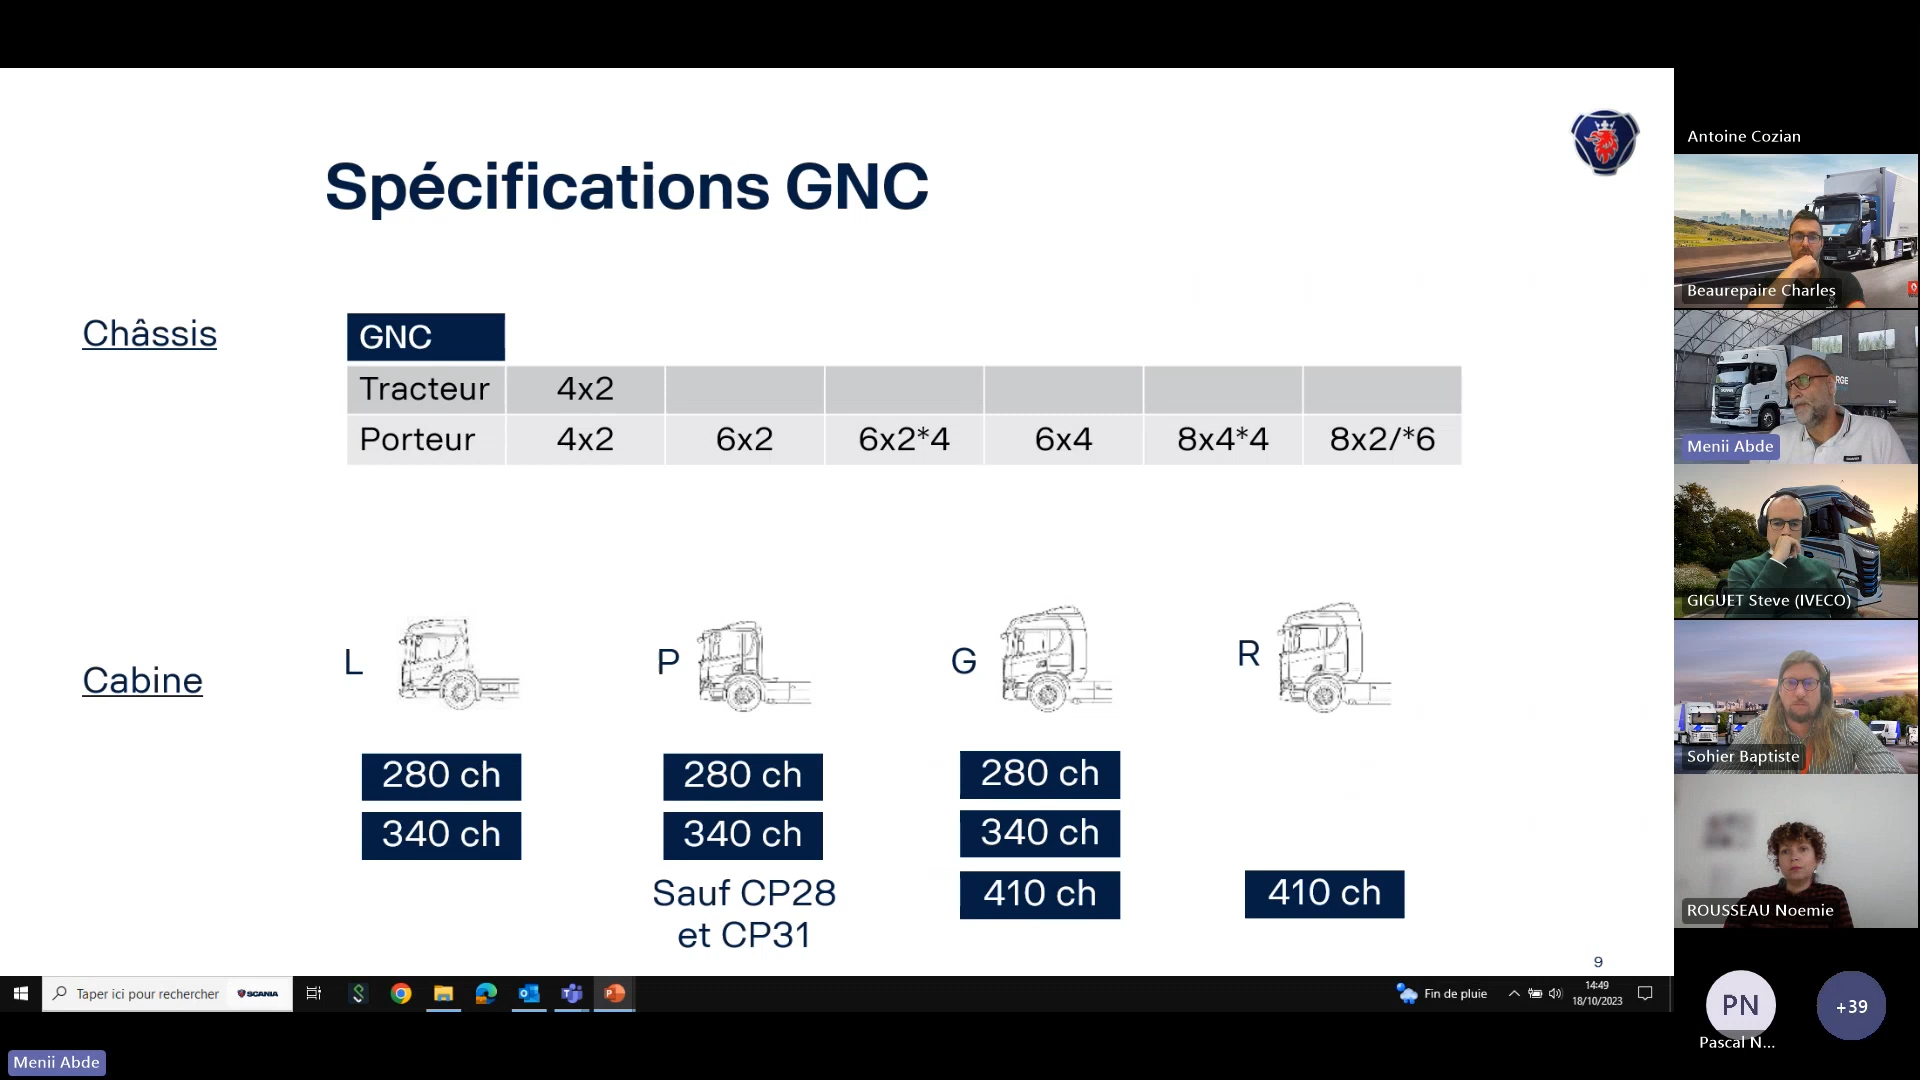 Spécifications GNC
Châssis
GNC
Tracteur 4x2
Porteur 4x2 6x2 6x2*4 6x4 8x4*4 8x2/*6
Cabine
L P G R
280 ch 280 ch 280 ch
340 ch 340 ch 340 ch
Sauf CP28 410 ch 410 ch
et CP31
9
Taper ici pour rechercher SCANIA
Fin de pluie
14:49
18/10/2023
Menii Abde
Antoine Cozian
Beaurepaire Charles
Menii Abde
GIGUET Steve (IVECO)
Sohier Baptiste
ROUSSEAU Noemie
PN
+39
Pascal N...